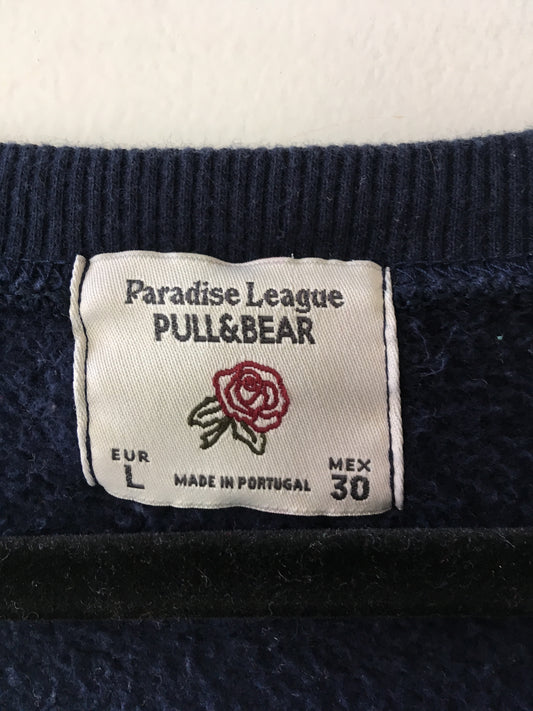 Paradise League
PULL&BEAR
EUR
L
MADE IN PORTUGAL
MEX
30